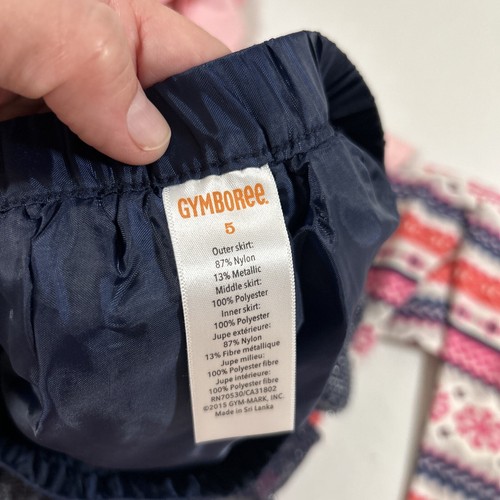 GYMBOREE
5
Outer skirt:
87% Nylon
13% Metallic
Middle skirt:
100% Polyester
Inner skirt:
100% Polyester
Jupe extérieure:
87% Nylon
13% Fibre métallique
Jupe milieu:
100% Polyester fibre
Jupe intérieure:
100% Polyester fibre
RN70530/CA31802
©2015 GYM-MARK, INC.
Made in Sri Lanka